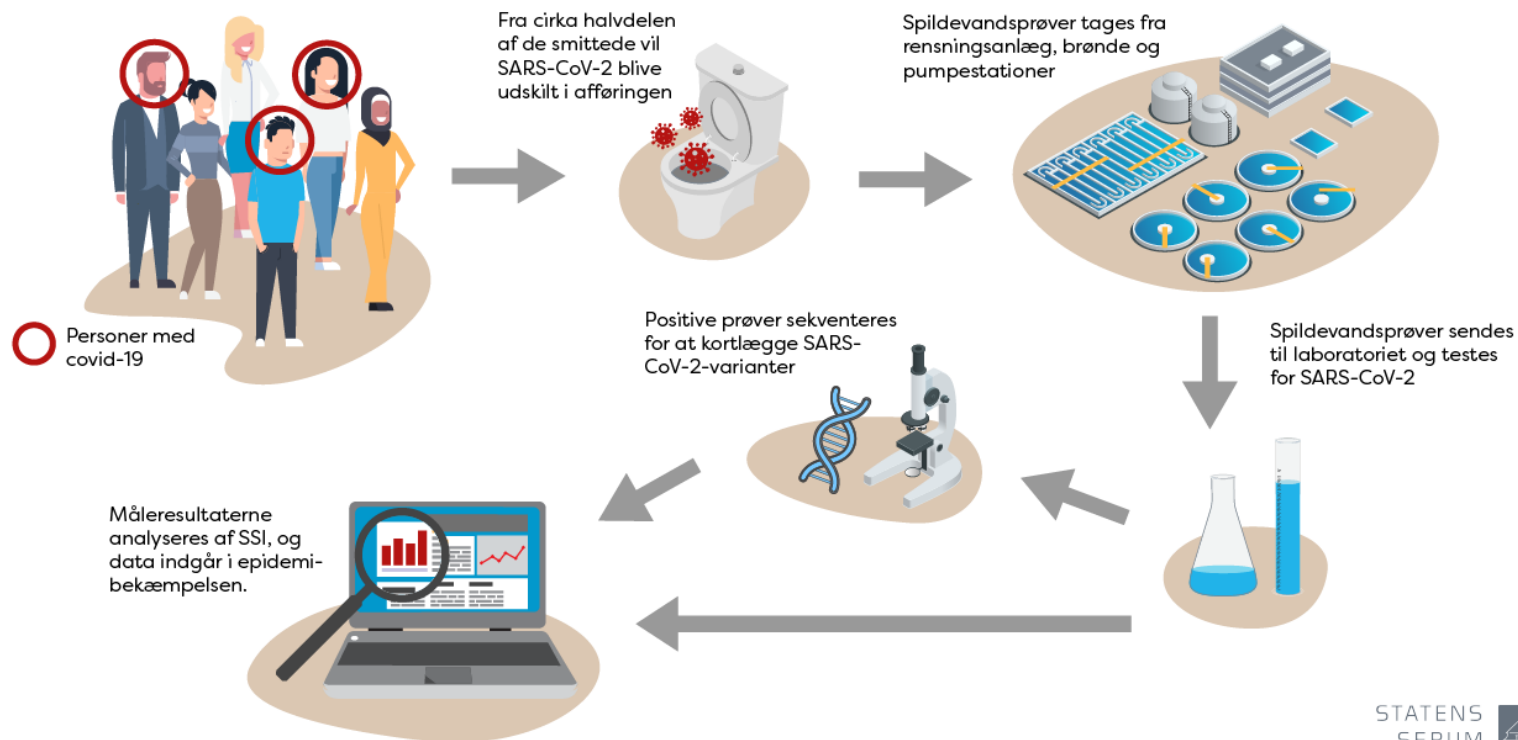 Fra cirka halvdelen
af de smittede vil
SARS-CoV-2 blive
udskilt i afføringen
Spildevandsprøver tages fra
rensningsanlæg, brønde og
pumpestationer
Personer med
covid-19
Positive prøver sekventeres
for at kortlægge SARS-
CoV-2-varianter
Spildevandsprøver sendes
til laboratoriet og testes
for SARS-CoV-2
Måleresultaterne
analyseres af SSI, og
data indgår i epidemi-
bekæmpelsen.
STATENS
SERUM